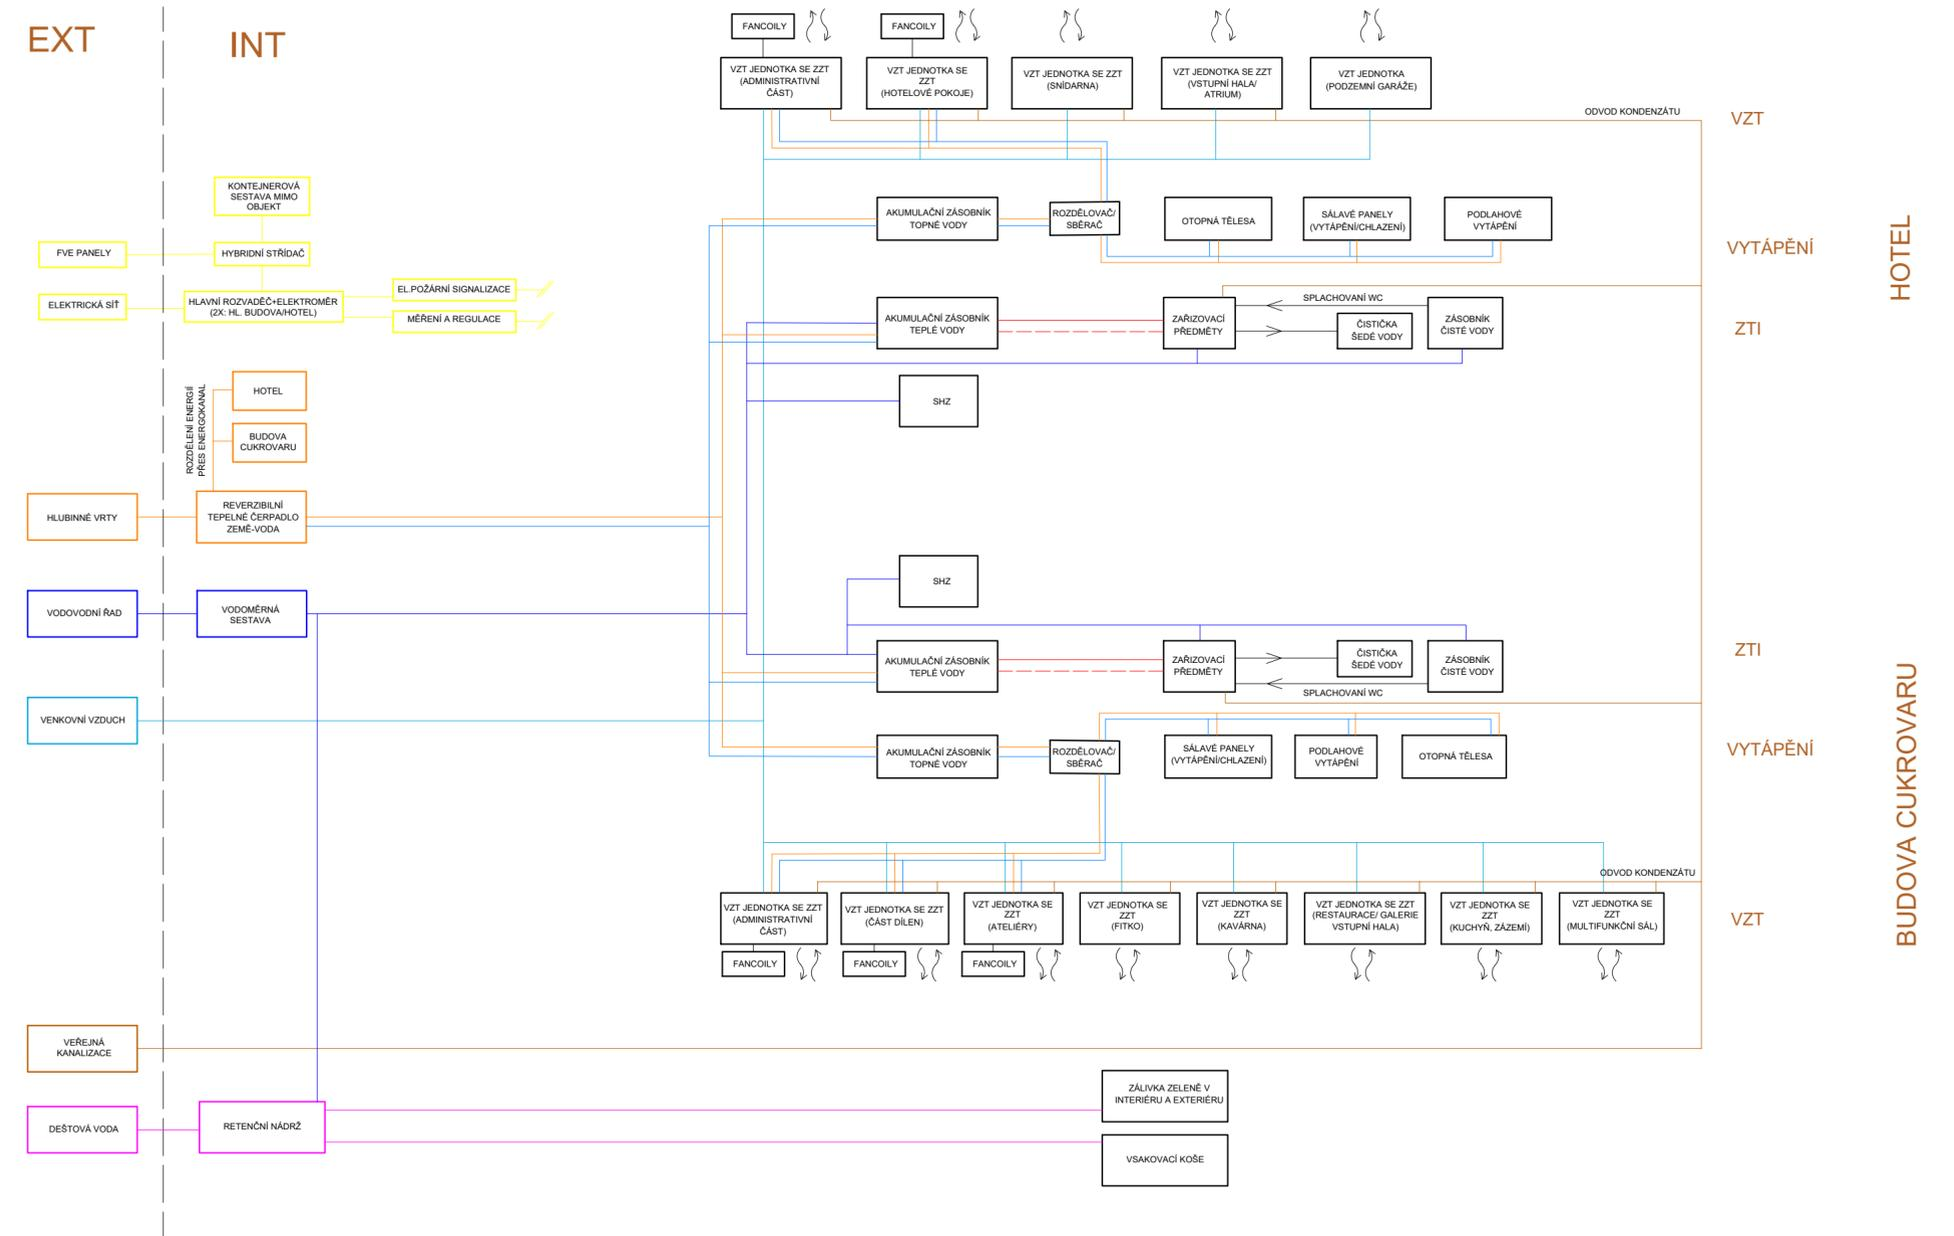 EXT
INT
FANCOILY
FANCOILY
VZT JEDNOTKA SE ZZT
(ADMINISTRATIVNÍ
ČÁST)
VZT JEDNOTKA SE
ZZT
(HOTELOVÉ POKOJE)
VZT JEDNOTKA SE ZZT
(SNÍDARNA)
VZT JEDNOTKA SE ZZT
(VSTUPNÍ HALA/
ATRIUM)
VZT JEDNOTKA
(PODZEMNÍ GARÁŽE)
ODVOD KONDENZÁTU
VZT
KONTEJNEROVÁ
SESTAVA MIMO
OBJEKT
FVE PANELY
HYBRIDNÍ STŘÍDAČ
ELEKTRICKÁ SÍŤ
HLAVNÍ ROZVADĚČ+ELEKTROMĚR
(2X: HL. BUDOVA/HOTEL)
EL.POŽÁRNÍ SIGNALIZACE
MĚŘENÍ A REGULACE
AKUMULAČNÍ ZÁSOBNÍK
TOPNÉ VODY
ROZDĚLOVAČ/
SBĚRAČ
OTOPNÁ TĚLESA
SÁLAVÉ PANELY
(VYTÁPĚNÍ/CHLAZENÍ)
PODLAHOVÉ
VYTÁPĚNÍ
VYTÁPĚNÍ
HOTEL
AKUMULAČNÍ ZÁSOBNÍK
TEPLÉ VODY
ZAŘIZOVACÍ
PŘEDMĚTY
SPLACHOVANÍ WC
ČISTIČKA
ŠEDÉ VODY
ZÁSOBNÍK
ČISTÉ VODY
ZTI
SHZ
ROZDĚLENÍ ENERGIÍ
PŘES ENERGOKANAL
HOTEL
BUDOVA
CUKROVARU
HLUBINNÉ VRTY
REVERZIBILNÍ
TEPELNÉ ČERPADLO
ZEMĚ-VODA
SHZ
VODOVODNÍ ŘAD
VODOMĚRNÁ
SESTAVA
AKUMULAČNÍ ZÁSOBNÍK
TEPLÉ VODY
ZAŘIZOVACÍ
PŘEDMĚTY
ČISTIČKA
ŠEDÉ VODY
ZÁSOBNÍK
ČISTÉ VODY
SPLACHOVANÍ WC
ZTI
VENKOVNÍ VZDUCH
AKUMULAČNÍ ZÁSOBNÍK
TOPNÉ VODY
ROZDĚLOVAČ/
SBĚRAČ
SÁLAVÉ PANELY
(VYTÁPĚNÍ/CHLAZENÍ)
PODLAHOVÉ
VYTÁPĚNÍ
OTOPNÁ TĚLESA
VYTÁPĚNÍ
BUDOVA CUKROVARU
ODVOD KONDENZÁTU
VZT JEDNOTKA SE ZZT
(ADMINISTRATIVNÍ
ČÁST)
VZT JEDNOTKA SE ZZT
(ČÁST DÍLEN)
VZT JEDNOTKA SE
ZZT
(ATELIÉRY)
VZT JEDNOTKA SE
ZZT
(FITKO)
VZT JEDNOTKA SE
ZZT
(KAVÁRNA)
VZT JEDNOTKA SE ZZT
(RESTAURACE/ GALERIE
VSTUPNÍ HALA)
VZT JEDNOTKA SE
ZZT
(KUCHYŇ, ZÁZEMÍ)
VZT JEDNOTKA SE
ZZT
(MULTIFUNKČNÍ SÁL)
VZT
FANCOILY
FANCOILY
FANCOILY
VEŘEJNÁ
KANALIZACE
DEŠTOVÁ VODA
RETENČNÍ NÁDRŽ
ZÁLIVKA ZELENĚ V
INTERIÉRU A EXTERIÉRU
VSAKOVACÍ KOŠE